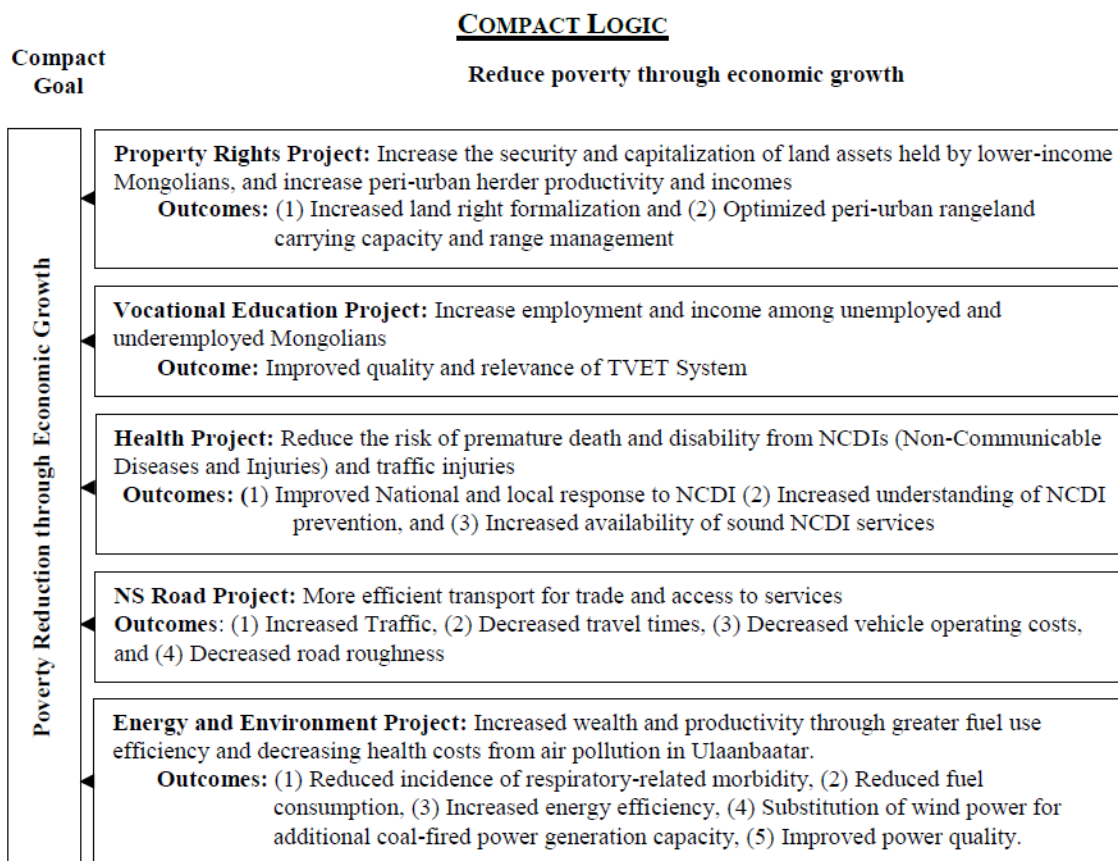 COMPACT LOGIC
Compact
Goal
Reduce poverty through economic growth
Poverty Reduction through Economic Growth
Property Rights Project: Increase the security and capitalization of land assets held by lower-income
Mongolians, and increase peri-urban herder productivity and incomes
Outcomes: (1) Increased land right formalization and (2) Optimized peri-urban rangeland
carrying capacity and range management
Vocational Education Project: Increase employment and income among unemployed and
underemployed Mongolians
Outcome: Improved quality and relevance of TVET System
Health Project: Reduce the risk of premature death and disability from NCDIs (Non-Communicable
Diseases and Injuries) and traffic injuries
Outcomes: (1) Improved National and local response to NCDI (2) Increased understanding of NCDI
prevention, and (3) Increased availability of sound NCDI services
NS Road Project: More efficient transport for trade and access to services
Outcomes: (1) Increased Traffic, (2) Decreased travel times, (3) Decreased vehicle operating costs,
and (4) Decreased road roughness
Energy and Environment Project: Increased wealth and productivity through greater fuel use
efficiency and decreasing health costs from air pollution in Ulaanbaatar.
Outcomes: (1) Reduced incidence of respiratory-related morbidity, (2) Reduced fuel
consumption, (3) Increased energy efficiency, (4) Substitution of wind power for
additional coal-fired power generation capacity, (5) Improved power quality.